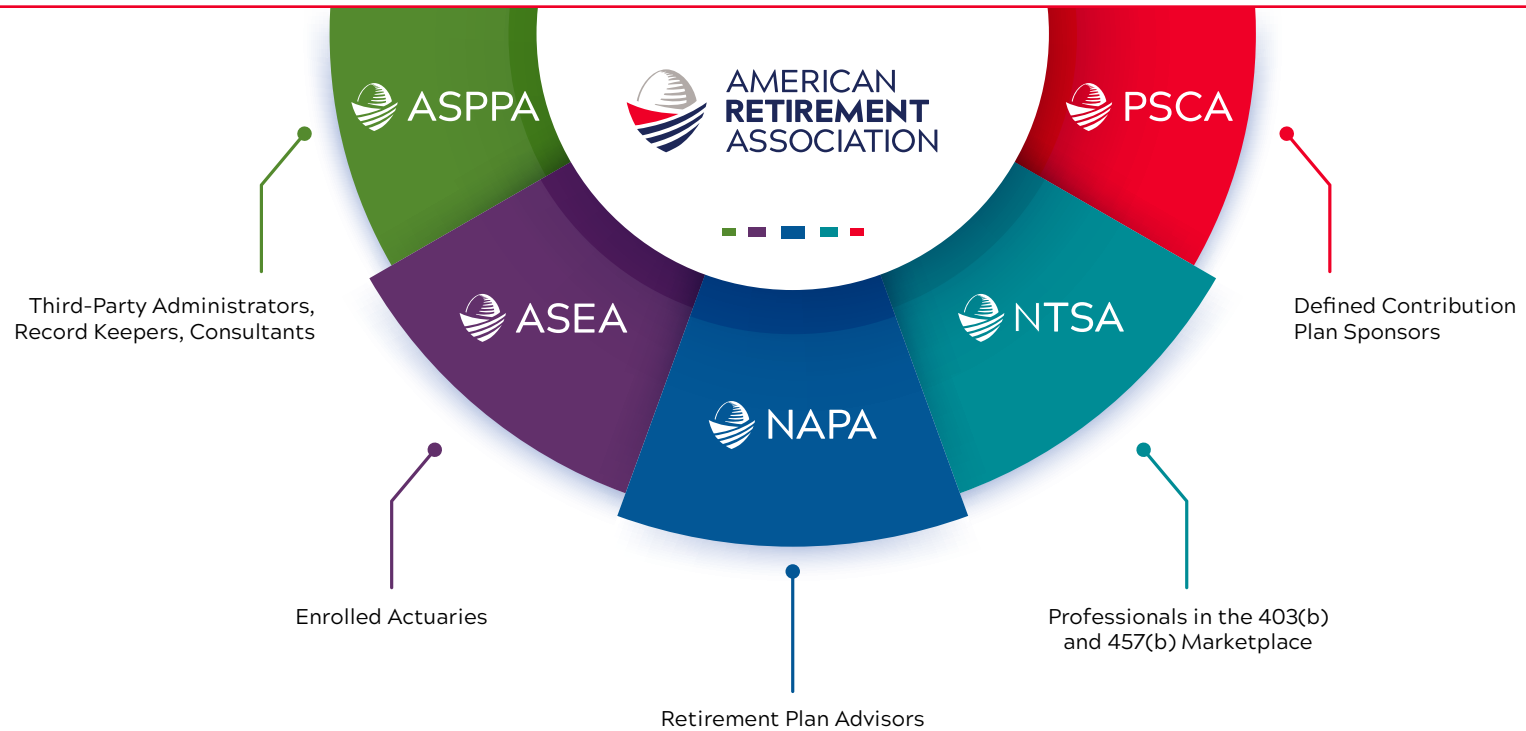 AMERICAN
RETIREMENT
ASSOCIATION
ASPPA
Third-Party Administrators,
Record Keepers, Consultants
ASEA
Enrolled Actuaries
NAPA
Retirement Plan Advisors
NTSA
Professionals in the 403(b)
and 457(b) Marketplace
PSCA
Defined Contribution
Plan Sponsors